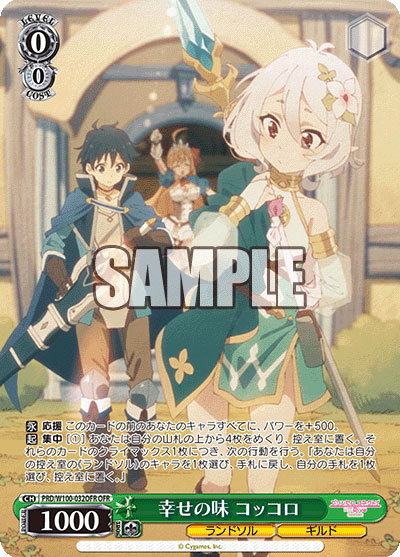 LEVEL
0
0
COST
SAMPLE
永 応援 このカードの前のあなたのキャラすべてに、パワーを＋500。
起 集中 [①] あなたは自分の山札の上から4枚をめくり、控え室に置く。そ
れらのカードのクライマックス1枚につき、次の行動を行う。『あなたは自分
の控え室の《ランドソル》のキャラを1枚選び、手札に戻し、自分の手札を1枚
選び、控え室に置く。』
CH PRD/W100-032OFR OFR
1000
幸せの味 コッコロ
ランドソル
ギルド
© Cygames, Inc.